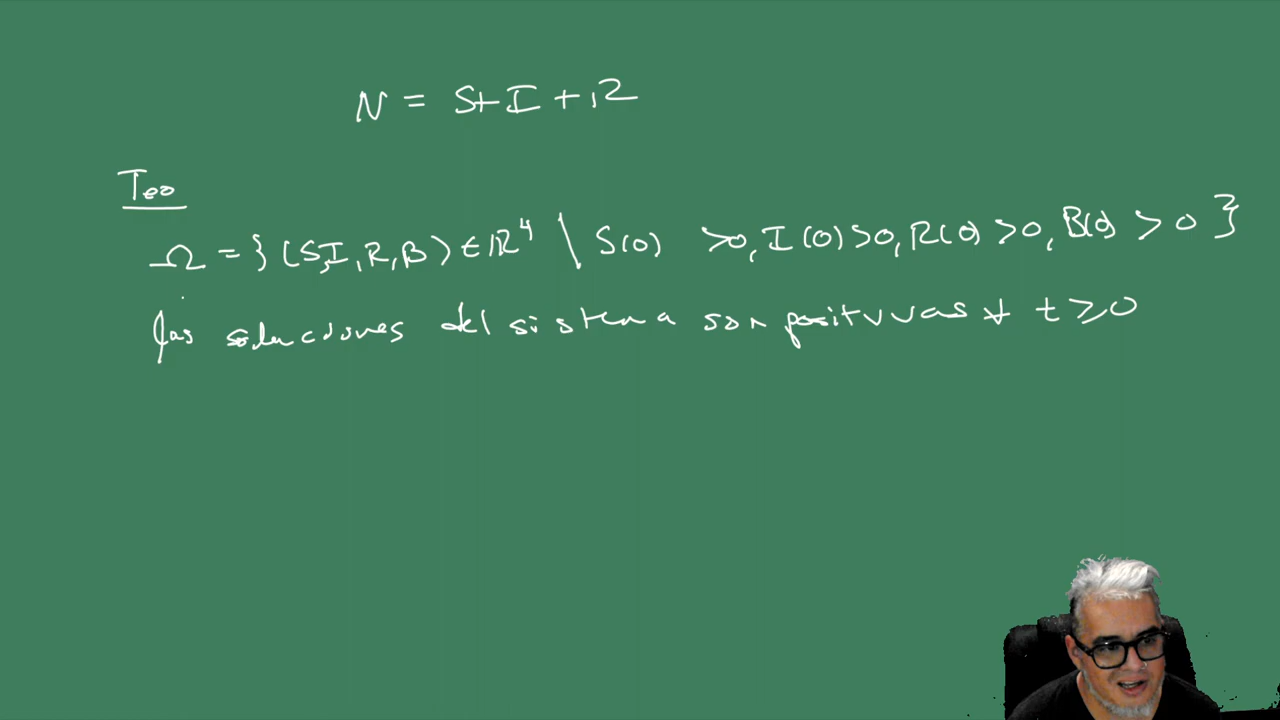 N = S + I + R
Teo
Ω = { (S, I, R, B) ∈ ℝ⁴ \ S(0) > 0, I(0) > 0, R(0) > 0, B(0) > 0 }
las soluciones del sistema son positivas ∀ t ≥ 0